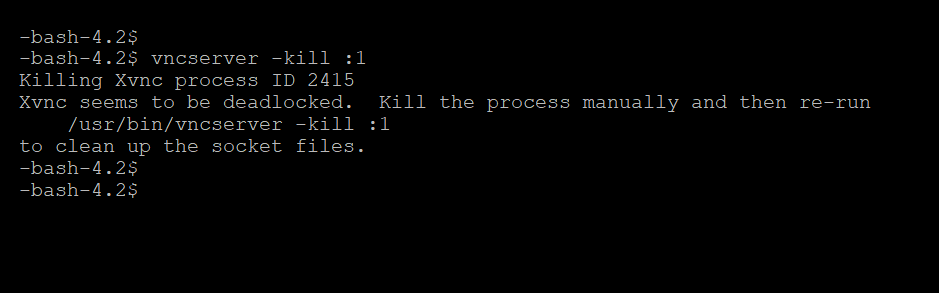 -bash-4.2$
-bash-4.2$ vncserver -kill :1
Killing Xvnc process ID 2415
Xvnc seems to be deadlocked.  Kill the process manually and then re-run
    /usr/bin/vncserver -kill :1
to clean up the socket files.
-bash-4.2$
-bash-4.2$